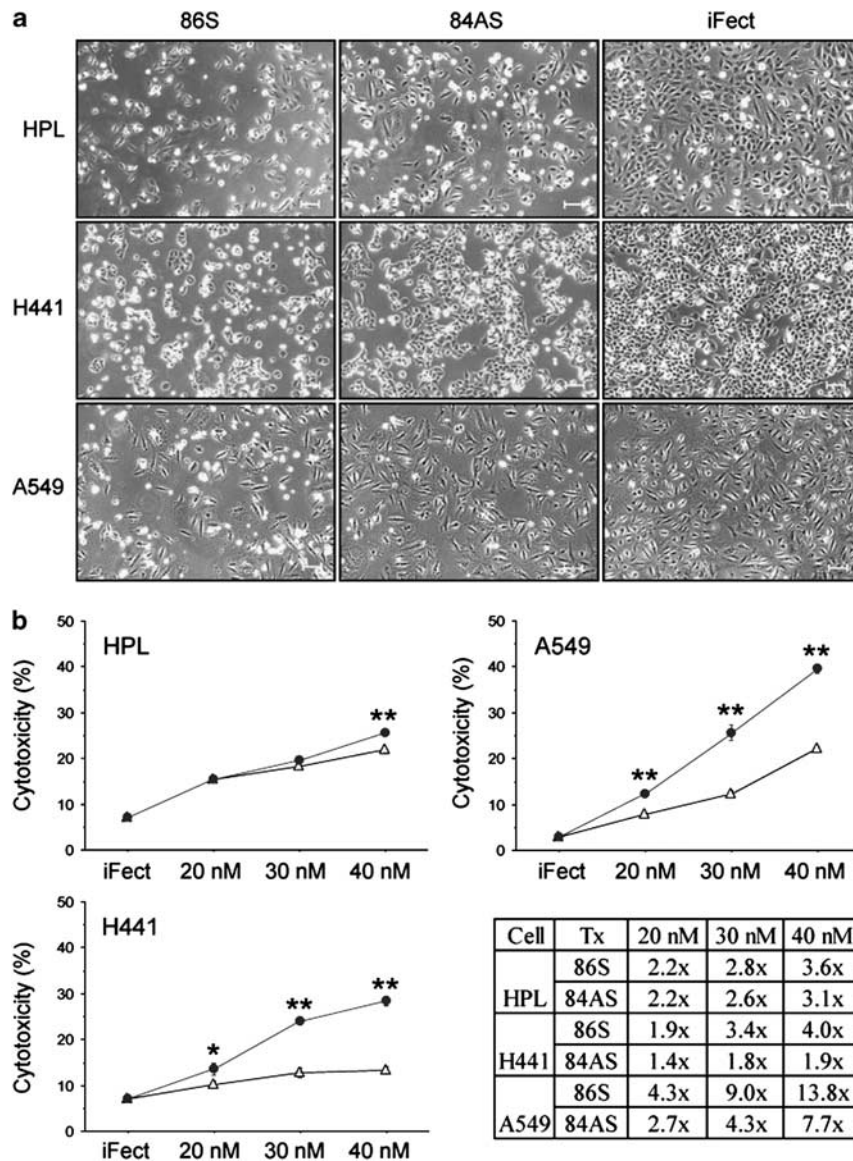 a
86S 84AS iFect
HPL
H441
A549
b
HPL
Cytotoxicity (%)
50
40
30
20
10
0
**
iFect 20 nM 30 nM 40 nM
A549
Cytotoxicity (%)
50
40
30
20
10
0
** ** **
iFect 20 nM 30 nM 40 nM
H441
Cytotoxicity (%)
50
40
30
20
10
0
* ** **
iFect 20 nM 30 nM 40 nM
Cell Tx 20 nM 30 nM 40 nM
HPL 86S 2.2x 2.8x 3.6x
84AS 2.2x 2.6x 3.1x
H441 86S 1.9x 3.4x 4.0x
84AS 1.4x 1.8x 1.9x
A549 86S 4.3x 9.0x 13.8x
84AS 2.7x 4.3x 7.7x